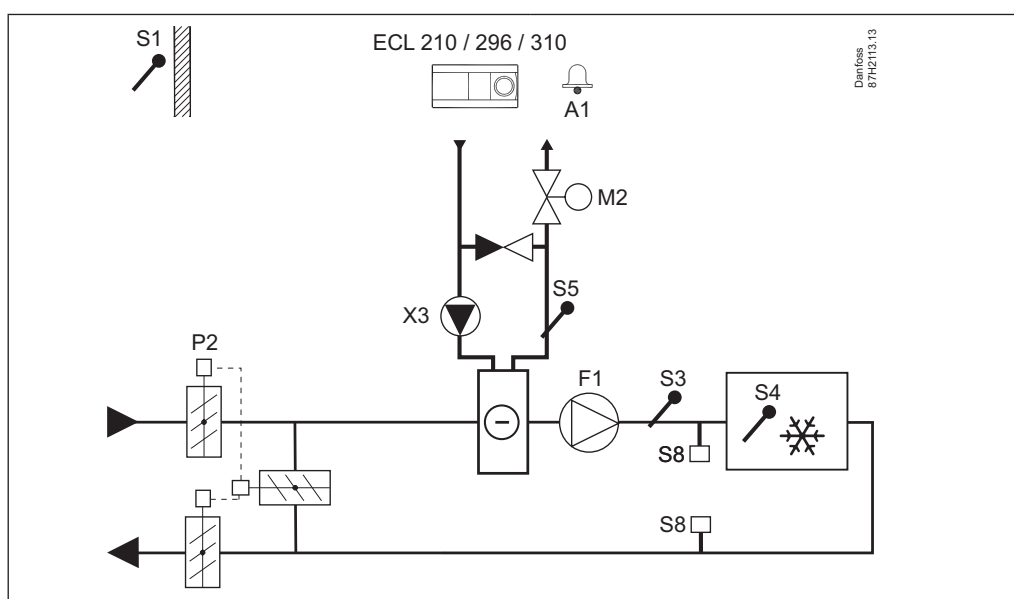 S1
ECL 210 / 296 / 310
Danfoss
87H2113.13
A1
M2
S5
X3
P2
F1
S3
S4
S8
S8